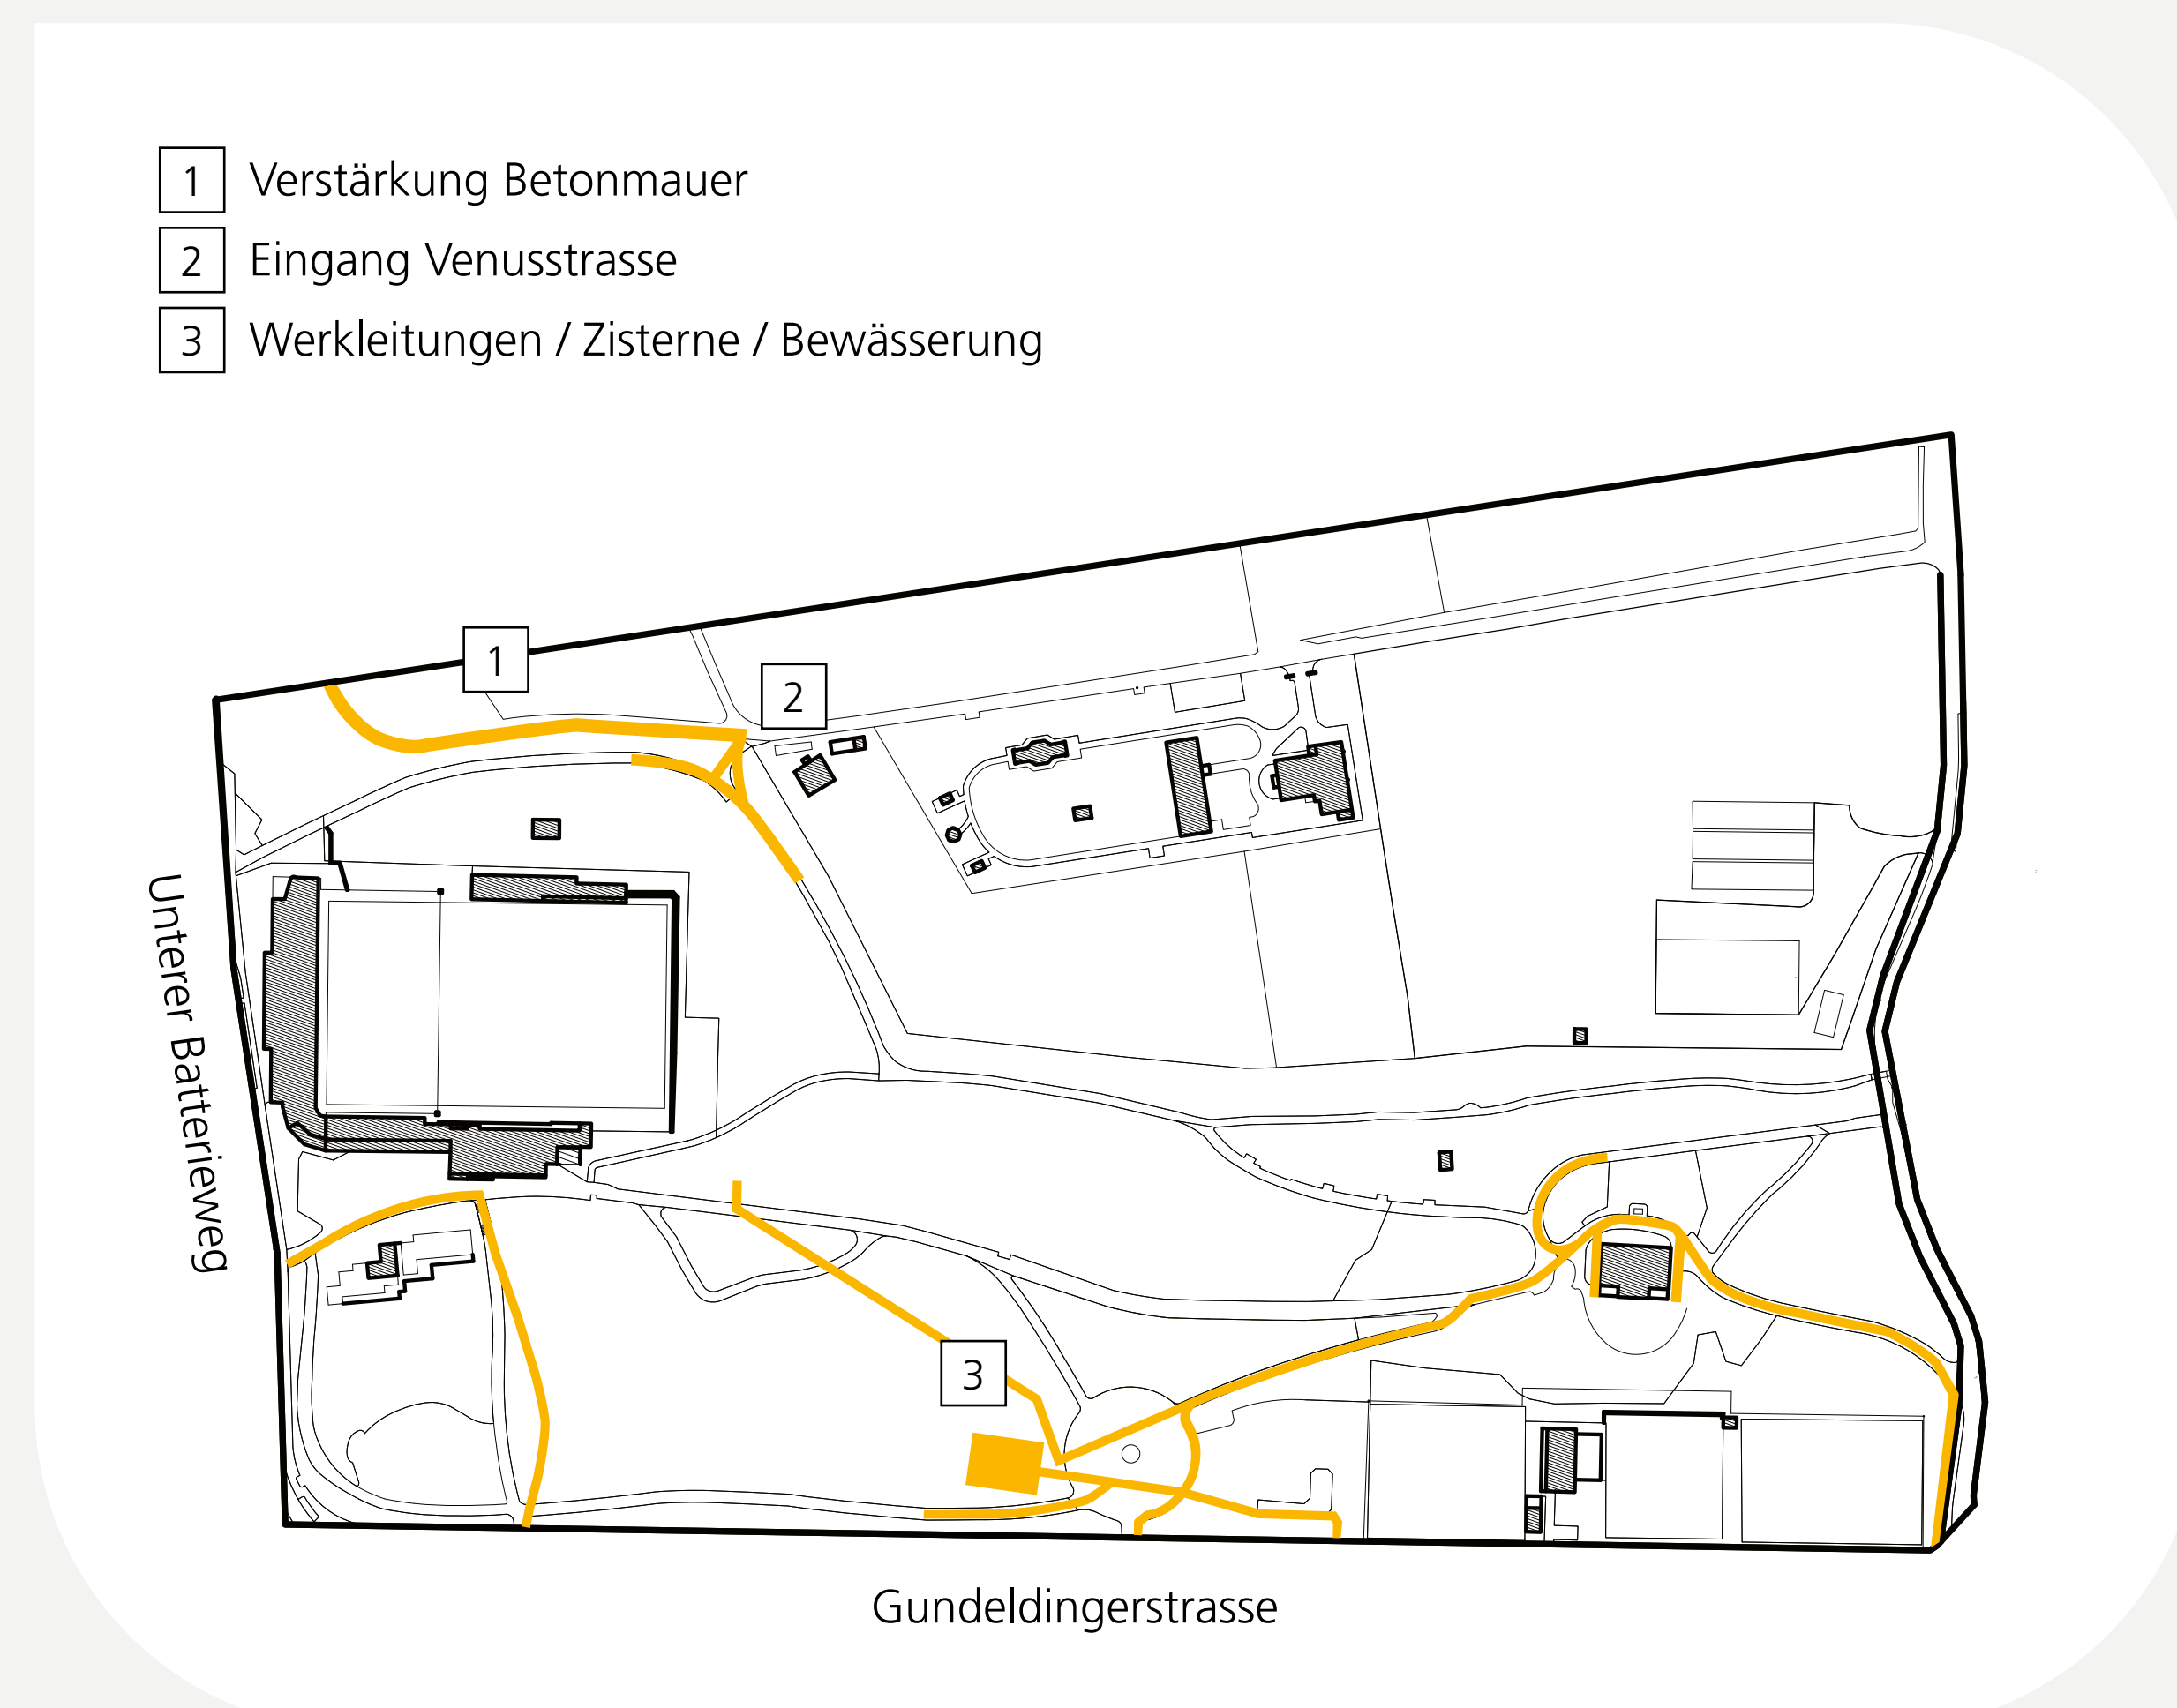 1 Verstärkung Betonmauer
2 Eingang Venusstrasse
3 Werkleitungen / Zisterne / Bewässerung
1
2
Unterer Batterieweg
3
Gundeldingerstrasse